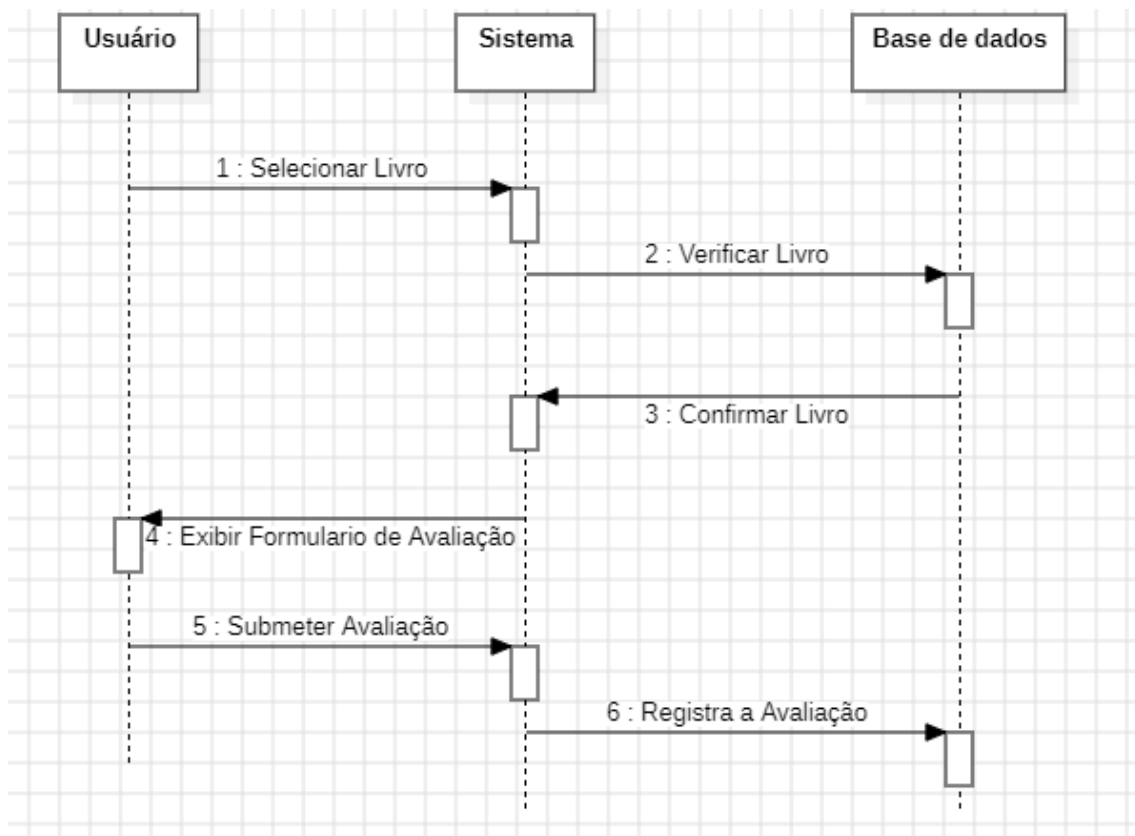 Usuário
Sistema
Base de dados
1 : Selecionar Livro
2 : Verificar Livro
3 : Confirmar Livro
4 : Exibir Formulario de Avaliação
5 : Submeter Avaliação
6 : Registra a Avaliação